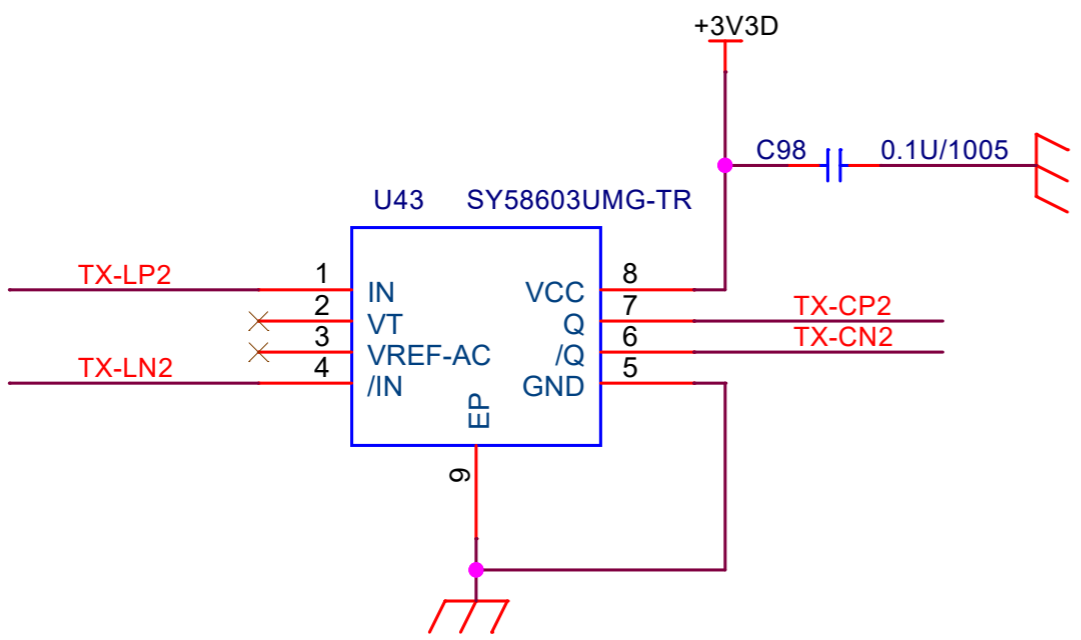 +3V3D
C98 0.1U/1005
U43 SY58603UMG-TR
TX-LP2 1 IN VCC 8
2 VT Q 7 TX-CP2
3 VREF-AC /Q 6 TX-CN2
TX-LN2 4 /IN GND 5
EP
9